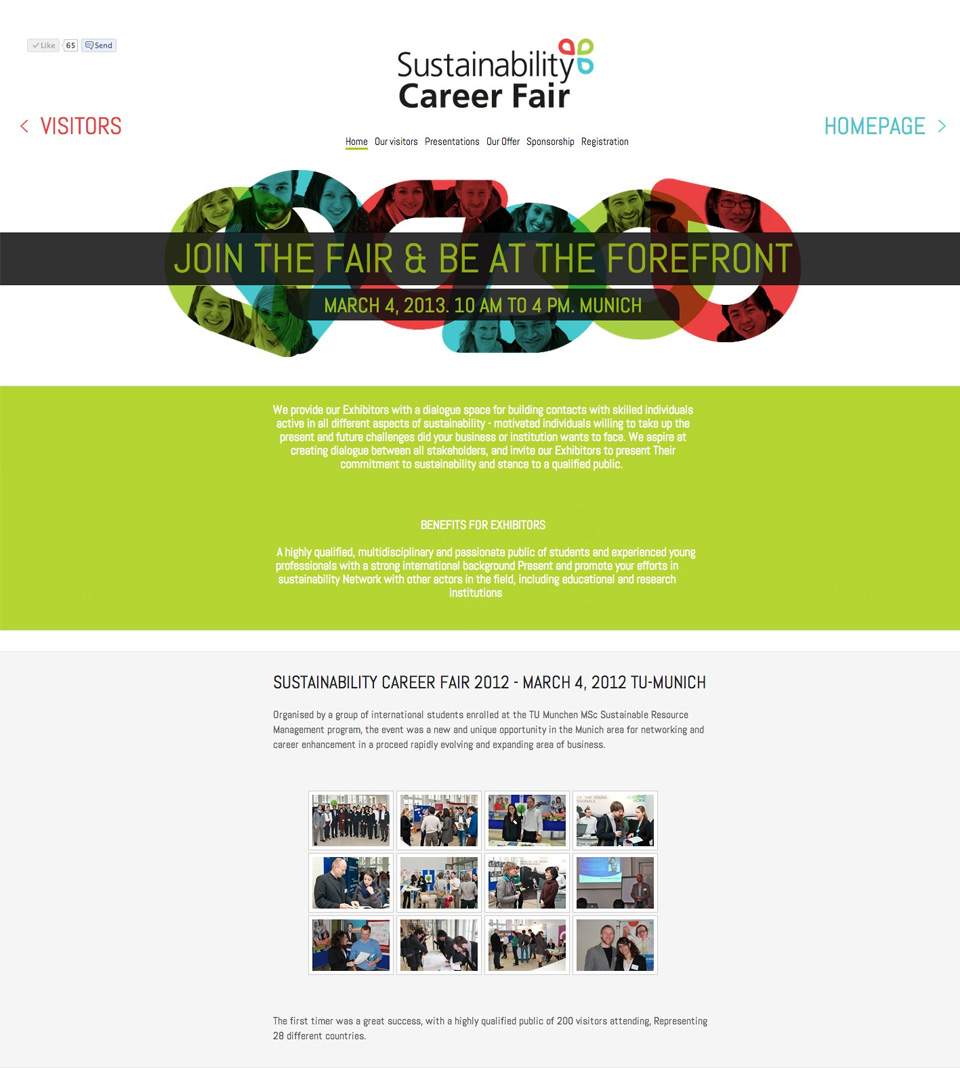 Like 65 Send
Sustainability
Career Fair
< VISITORS
HOMEPAGE >
Home Our visitors Presentations Our Offer Sponsorship Registration
JOIN THE FAIR & BE AT THE FOREFRONT
MARCH 4, 2013. 10 AM TO 4 PM. MUNICH
We provide our Exhibitors with a dialogue space for building contacts with skilled individuals
active in all different aspects of sustainability - motivated individuals willing to take up the
present and future challenges did your business or institution wants to face. We aspire at
creating dialogue between all stakeholders, and invite our Exhibitors to present Their
commitment to sustainability and stance to a qualified public.
BENEFITS FOR EXHIBITORS
A highly qualified, multidisciplinary and passionate public of students and experienced young
professionals with a strong international background Present and promote your efforts in
sustainability Network with other actors in the field, including educational and research
institutions
SUSTAINABILITY CAREER FAIR 2012 - MARCH 4, 2012 TU-MUNICH
Organised by a group of international students enrolled at the TU Munchen MSc Sustainable Resource
Management program, the event was a new and unique opportunity in the Munich area for networking and
career enhancement in a proceed rapidly evolving and expanding area of business.
The first timer was a great success, with a highly qualified public of 200 visitors attending, Representing
28 different countries.